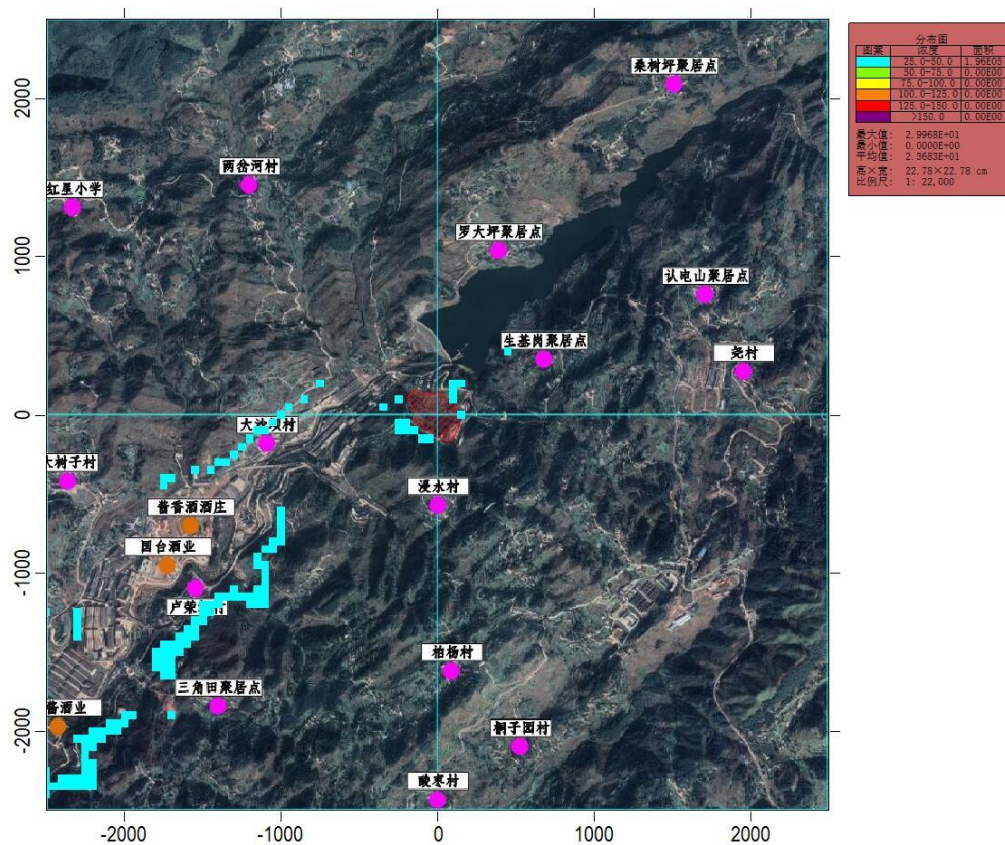 分布图
图案 浓度 面积
25.0-50.0 1.96E05
50.0-75.0 0.00E00
75.0-100.0 0.00E00
100.0-125.0 0.00E00
125.0-150.0 0.00E00
>150.0 0.00E00
最大值: 2.9968E+01
最小值: 0.0000E+00
平均值: 2.3683E+01
高×宽: 22.78×22.78 cm
比例尺: 1: 22,000
桑树坪聚居点
两岔河村
红星小学
罗大坪聚居点
认屯山聚居点
生基岗聚居点
尧村
大树子村
浸水村
酱香酒酒庄
国台酒业
柏杨村
三角田聚居点
酱酒业
桐子园村
酸枣村
2000
1000
0
-1000
-2000
-2000 -1000 0 1000 2000